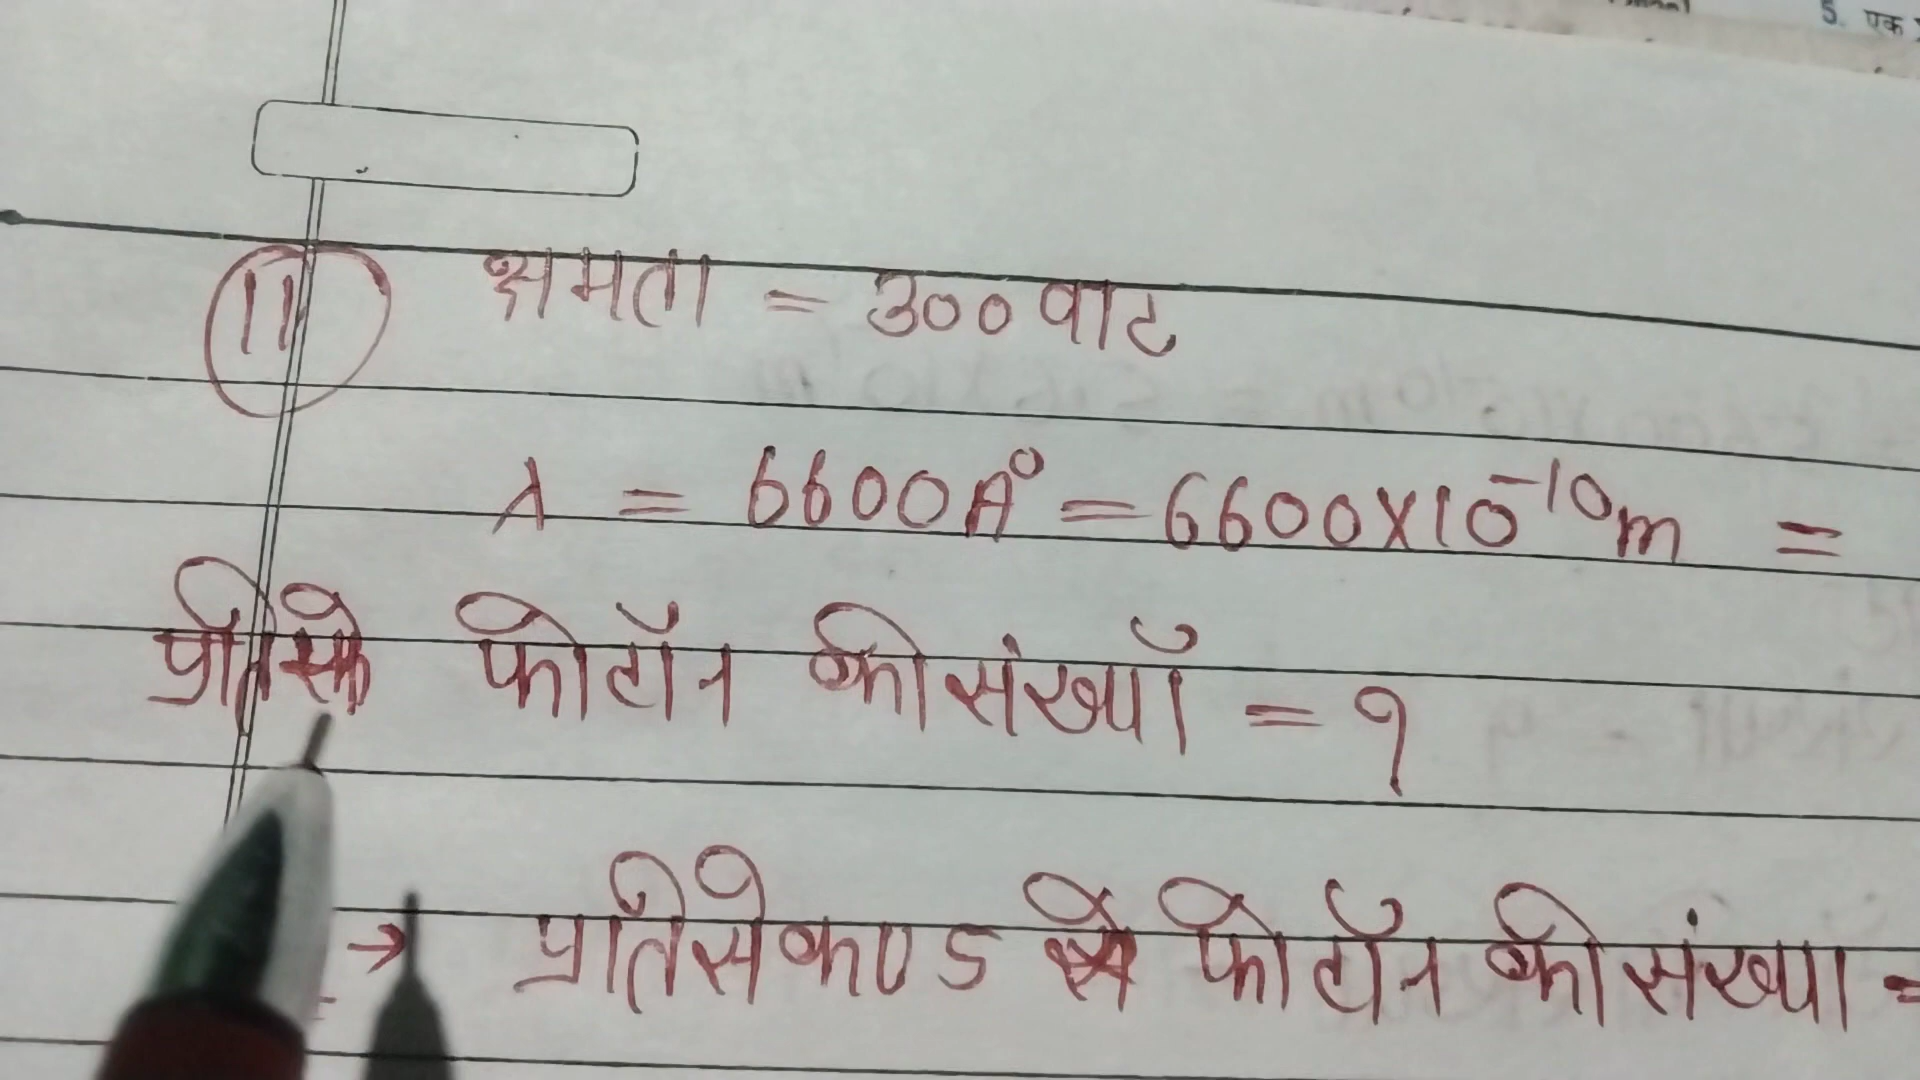 5. एक
11 क्षमता = 300 वाट
λ = 6600A° = 6600×10⁻¹⁰m =
प्रतिसे फोटॉन की संख्याॅ = ?
→ प्रतिसेकण्ड से फोटॉन की संख्या =